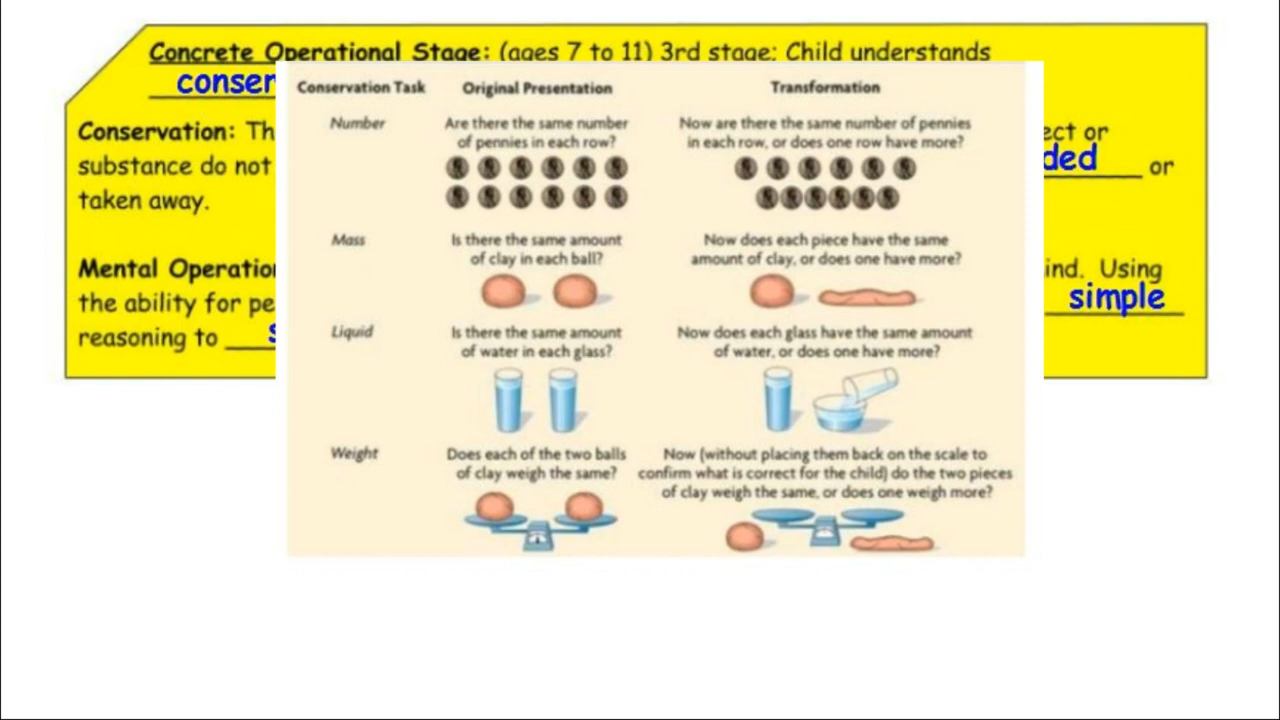 Concrete Operational Stage: (ages 7 to 11) 3rd stage; Child understands
conser
Conservation: Th
ect or
substance do not
ded or
taken away.
Mental Operatio
ind. Using
the ability for pe
simple
reasoning to
Conservation Task Original Presentation Transformation
Number
Are there the same number
of pennies in each row?
Now are there the same number of pennies
in each row, or does one row have more?
Mass
Is there the same amount
of clay in each ball?
Now does each piece have the same
amount of clay, or does one have more?
Liquid
Is there the same amount
of water in each glass?
Now does each glass have the same amount
of water, or does one have more?
Weight
Does each of the two balls
of clay weigh the same?
Now (without placing them back on the scale to
confirm what is correct for the child) do the two pieces
of clay weigh the same, or does one weigh more?